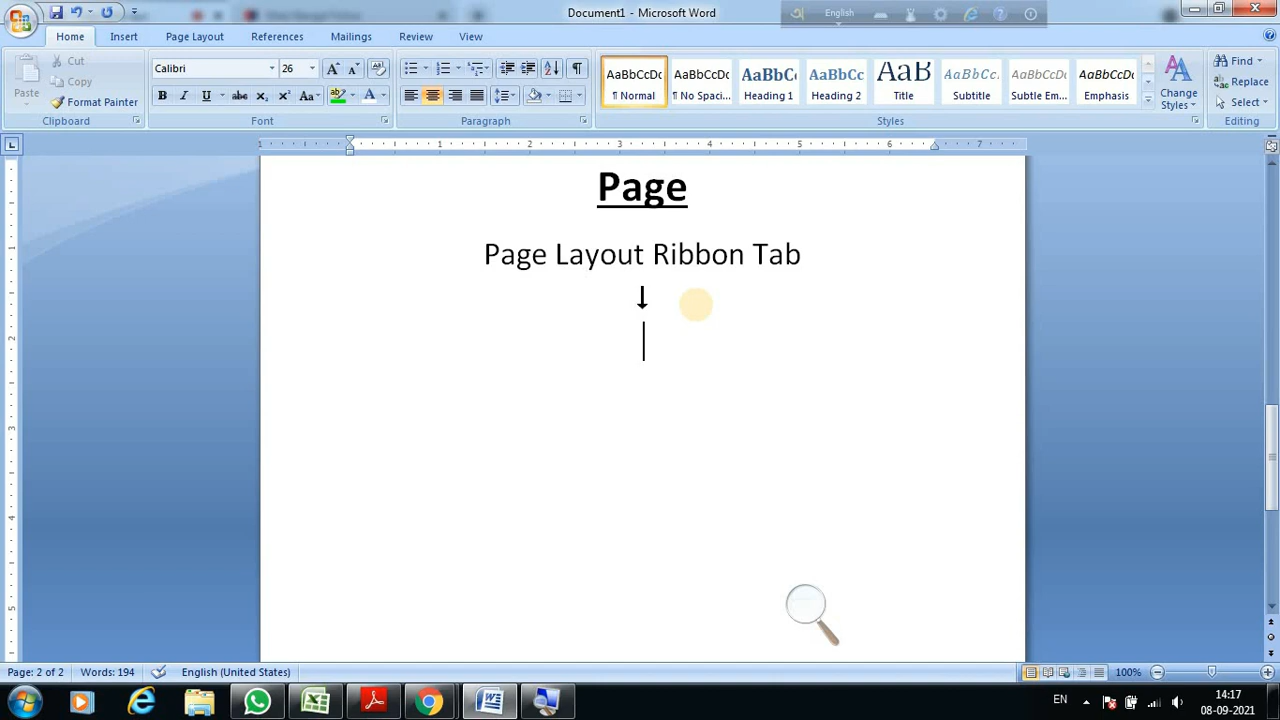 Document1 - Microsoft Word
English
Home Insert Page Layout References Mailings Review View
Paste
Cut
Copy
Format Painter
Clipboard
Calibri 26
Font
Paragraph
AaBbCcDc AaBbCcDc AaBbC AaBbCc AaB AaBbCc. AaBbCcDc AaBbCcDc
¶ Normal ¶ No Spaci... Heading 1 Heading 2 Title Subtitle Subtle Em... Emphasis
Change Styles
Styles
Find
Replace
Select
Editing
Page
Page Layout Ribbon Tab
↓
Page: 2 of 2 Words: 194 English (United States) 100%
EN 14:17
08-09-2021